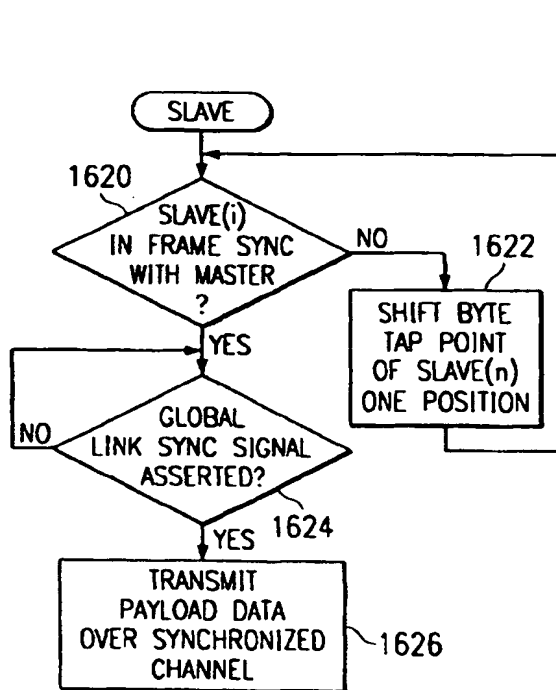 SLAVE
1620
SLAVE(i)
IN FRAME SYNC
WITH MASTER
?
NO
1622
SHIFT BYTE
TAP POINT
OF SLAVE(n)
ONE POSITION
YES
GLOBAL
LINK SYNC SIGNAL
ASSERTED?
NO
1624
YES
TRANSMIT
PAYLOAD DATA
OVER SYNCHRONIZED
CHANNEL
1626